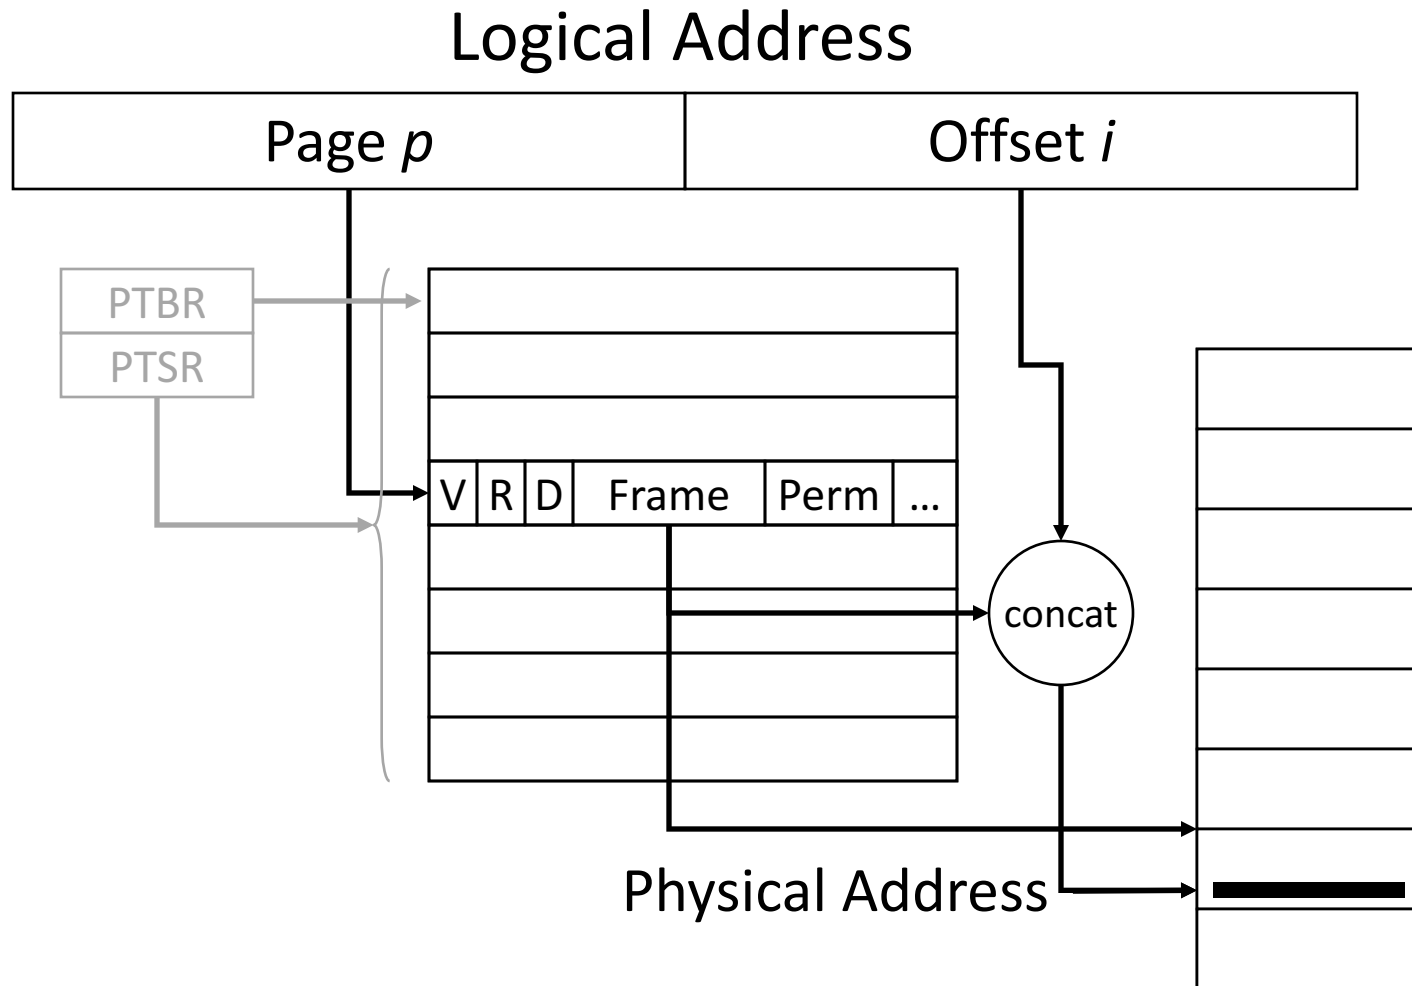 Logical Address
Page p
Offset i
PTBR
PTSR
V R D Frame Perm ...
concat
Physical Address